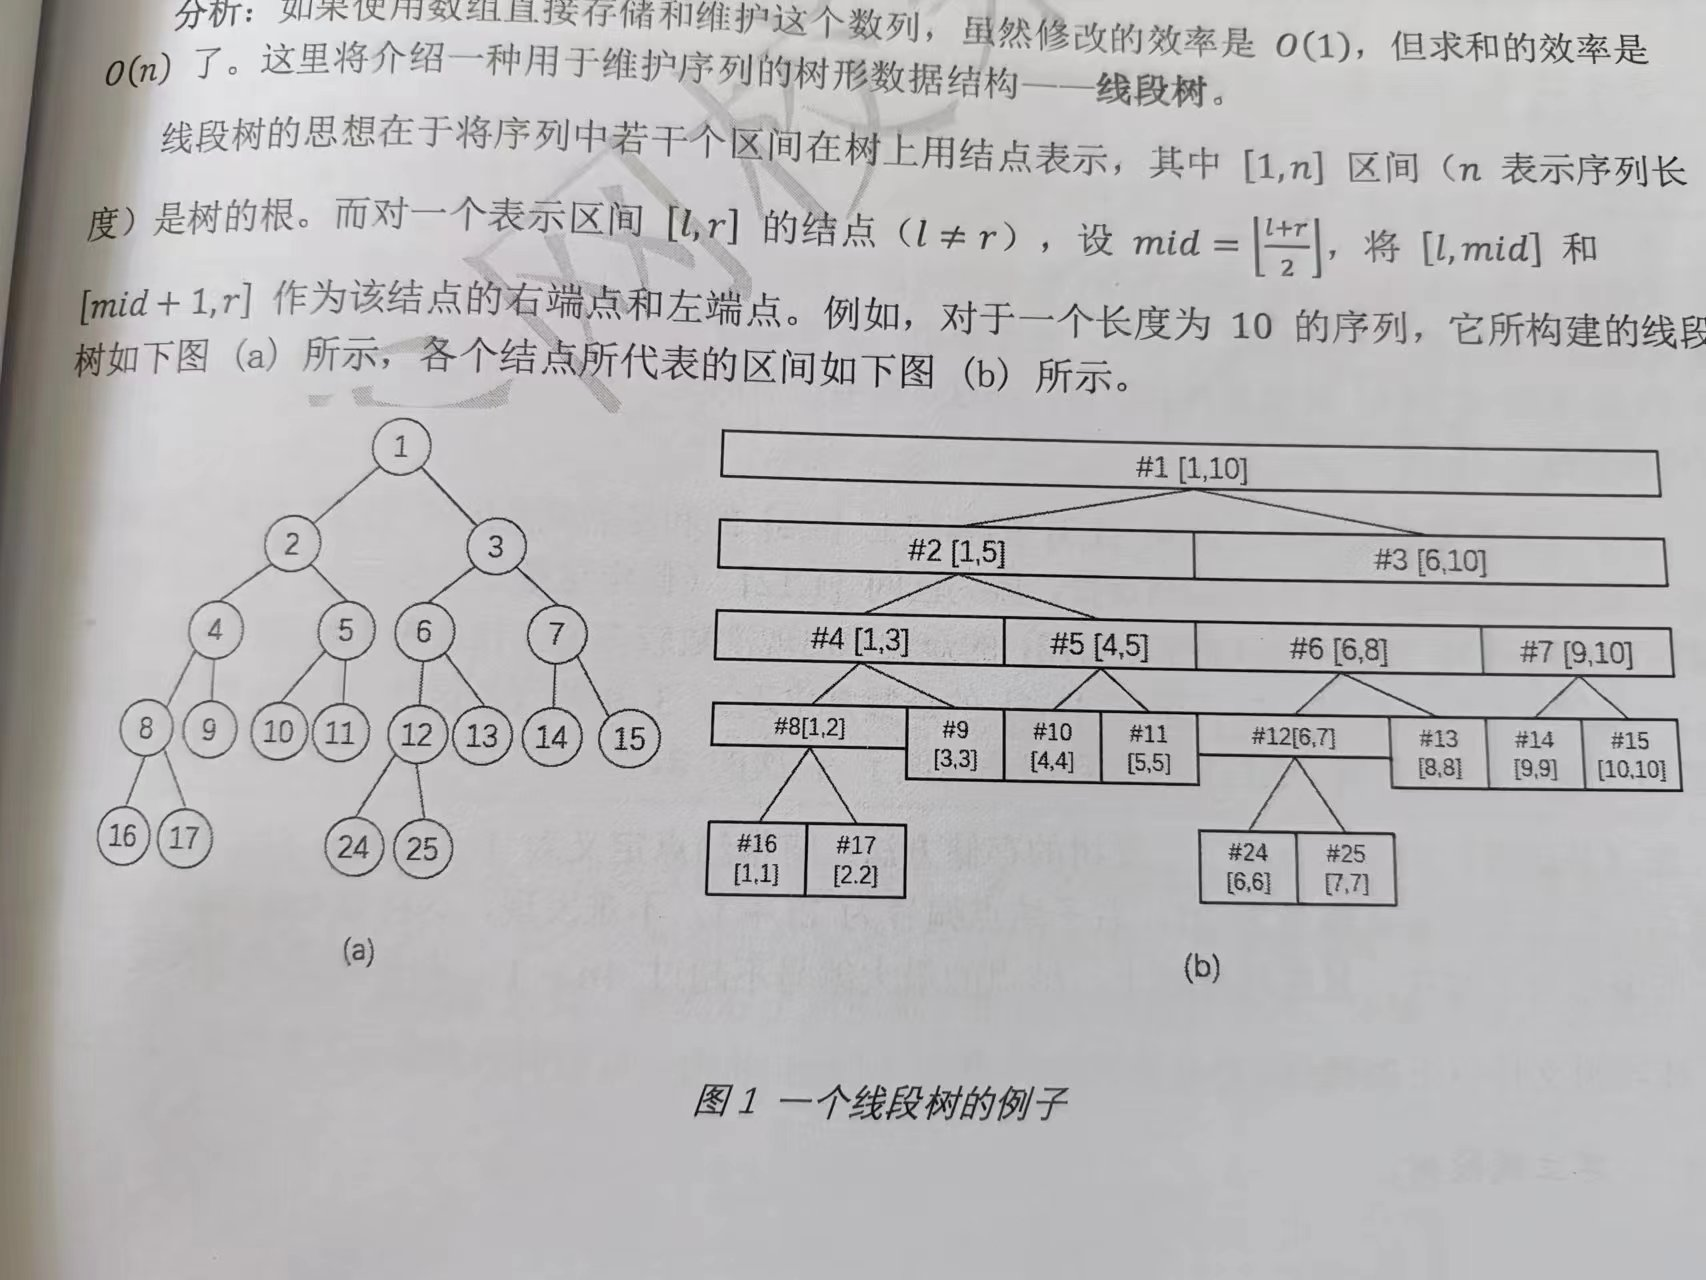 分析：如果使用数组直接存储和维护这个数列，虽然修改的效率是 O(1)，但求和的效率是
O(n) 了。这里将介绍一种用于维护序列的树形数据结构——线段树。
线段树的思想在于将序列中若干个区间在树上用结点表示，其中 [1,n] 区间（n 表示序列长
度）是树的根。而对一个表示区间 [l,r] 的结点（l ≠ r），设 mid = ⌊(l+r)/2⌋，将 [l,mid] 和
[mid + 1,r] 作为该结点的右端点和左端点。例如，对于一个长度为 10 的序列，它所构建的线段
树如下图 (a) 所示，各个结点所代表的区间如下图 (b) 所示。
1
2 3
4 5 6 7
8 9 10 11 12 13 14 15
16 17 24 25
(a)
#1 [1,10]
#2 [1,5] #3 [6,10]
#4 [1,3] #5 [4,5] #6 [6,8] #7 [9,10]
#8[1,2] #9 [3,3] #10 [4,4] #11 [5,5] #12[6,7] #13 [8,8] #14 [9,9] #15 [10,10]
#16 [1,1] #17 [2.2] #24 [6,6] #25 [7,7]
(b)
图 1 一个线段树的例子